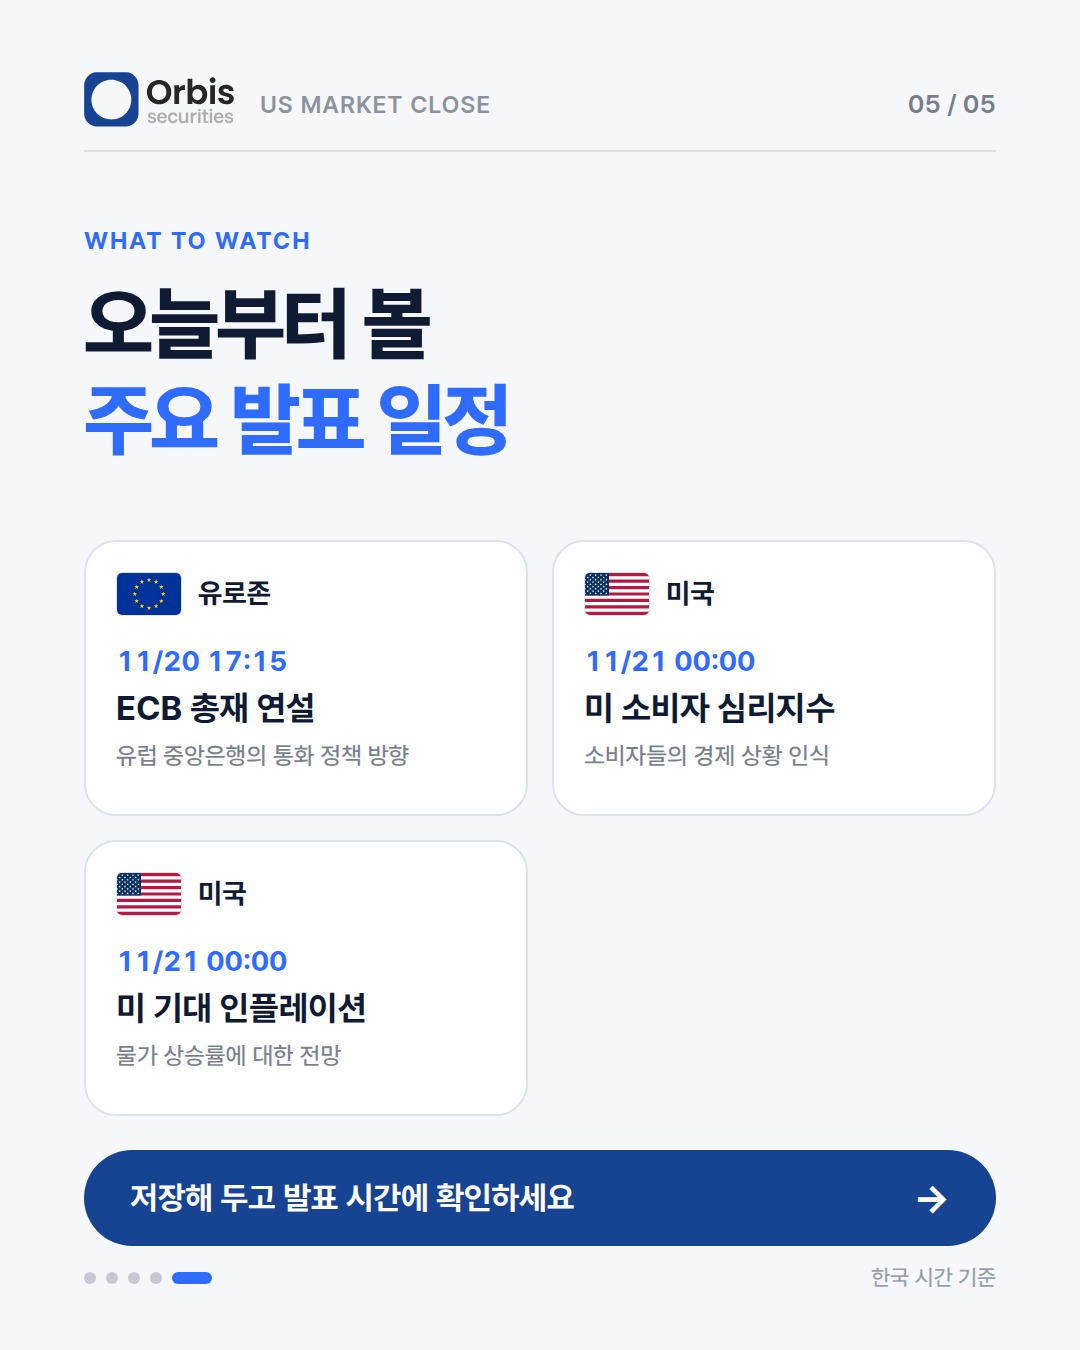 Orbis
securities
US MARKET CLOSE
05 / 05
WHAT TO WATCH
오늘부터 볼
주요 발표 일정
유로존
11/20 17:15
ECB 총재 연설
유럽 중앙은행의 통화 정책 방향
미국
11/21 00:00
미 소비자 심리지수
소비자들의 경제 상황 인식
미국
11/21 00:00
미 기대 인플레이션
물가 상승률에 대한 전망
저장해 두고 발표 시간에 확인하세요
한국 시간 기준